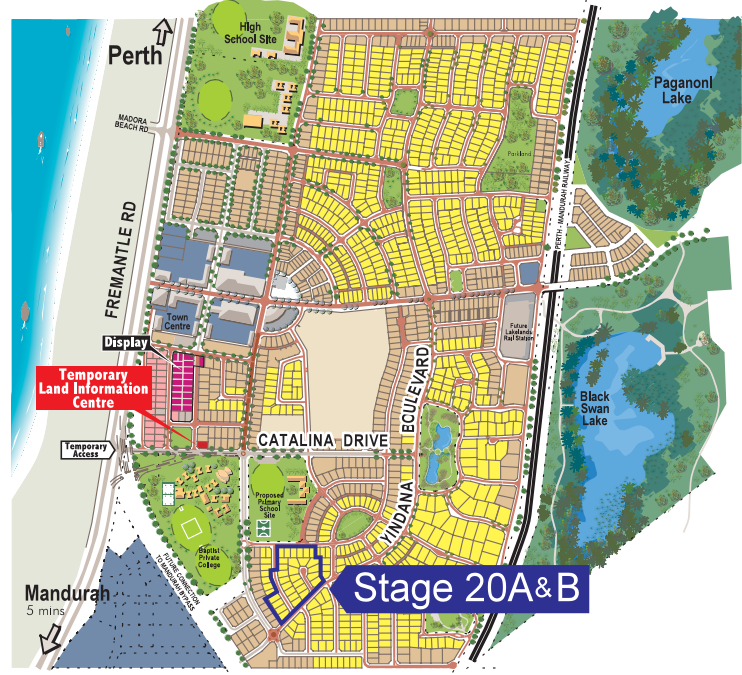 High
School Site
Perth
Paganonl
Lake
MADORA
BEACH RD
Parkland
PERTH - MANDURAH RAILWAY
FREMANTLE RD
Town
Centre
Future
Lakelands
Rail Station
Display
Temporary
Land Information
Centre
BOULEVARD
Black
Swan
Lake
CATALINA DRIVE
Temporary
Access
Proposed
Primary
School
Site
YINDANA
Baptist
Private
College
FUTURE CONNECTION
TO MANDURAH BYPASS
Stage 20A&B
Mandurah
5 mins